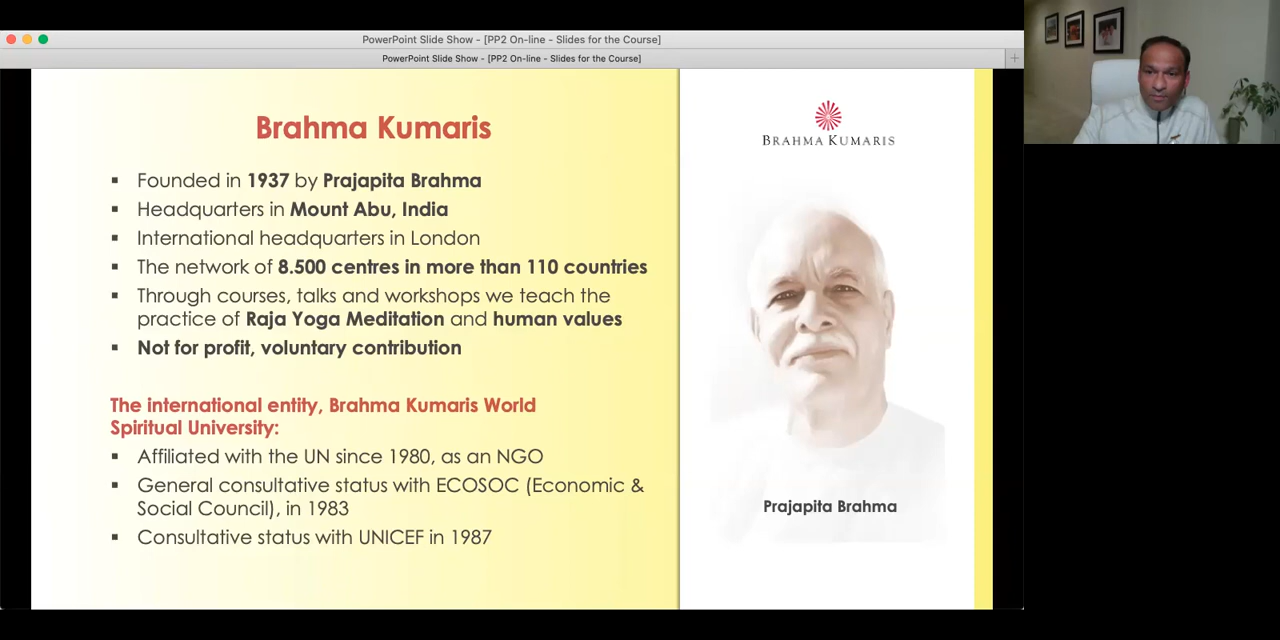 PowerPoint Slide Show - [PP2 On-line - Slides for the Course]
PowerPoint Slide Show - [PP2 On-line - Slides for the Course]
Brahma Kumaris
▪ Founded in 1937 by Prajapita Brahma
▪ Headquarters in Mount Abu, India
▪ International headquarters in London
▪ The network of 8.500 centres in more than 110 countries
▪ Through courses, talks and workshops we teach the
practice of Raja Yoga Meditation and human values
▪ Not for profit, voluntary contribution
The international entity, Brahma Kumaris World
Spiritual University:
▪ Affiliated with the UN since 1980, as an NGO
▪ General consultative status with ECOSOC (Economic &
Social Council), in 1983
▪ Consultative status with UNICEF in 1987
BRAHMA KUMARIS
Prajapita Brahma